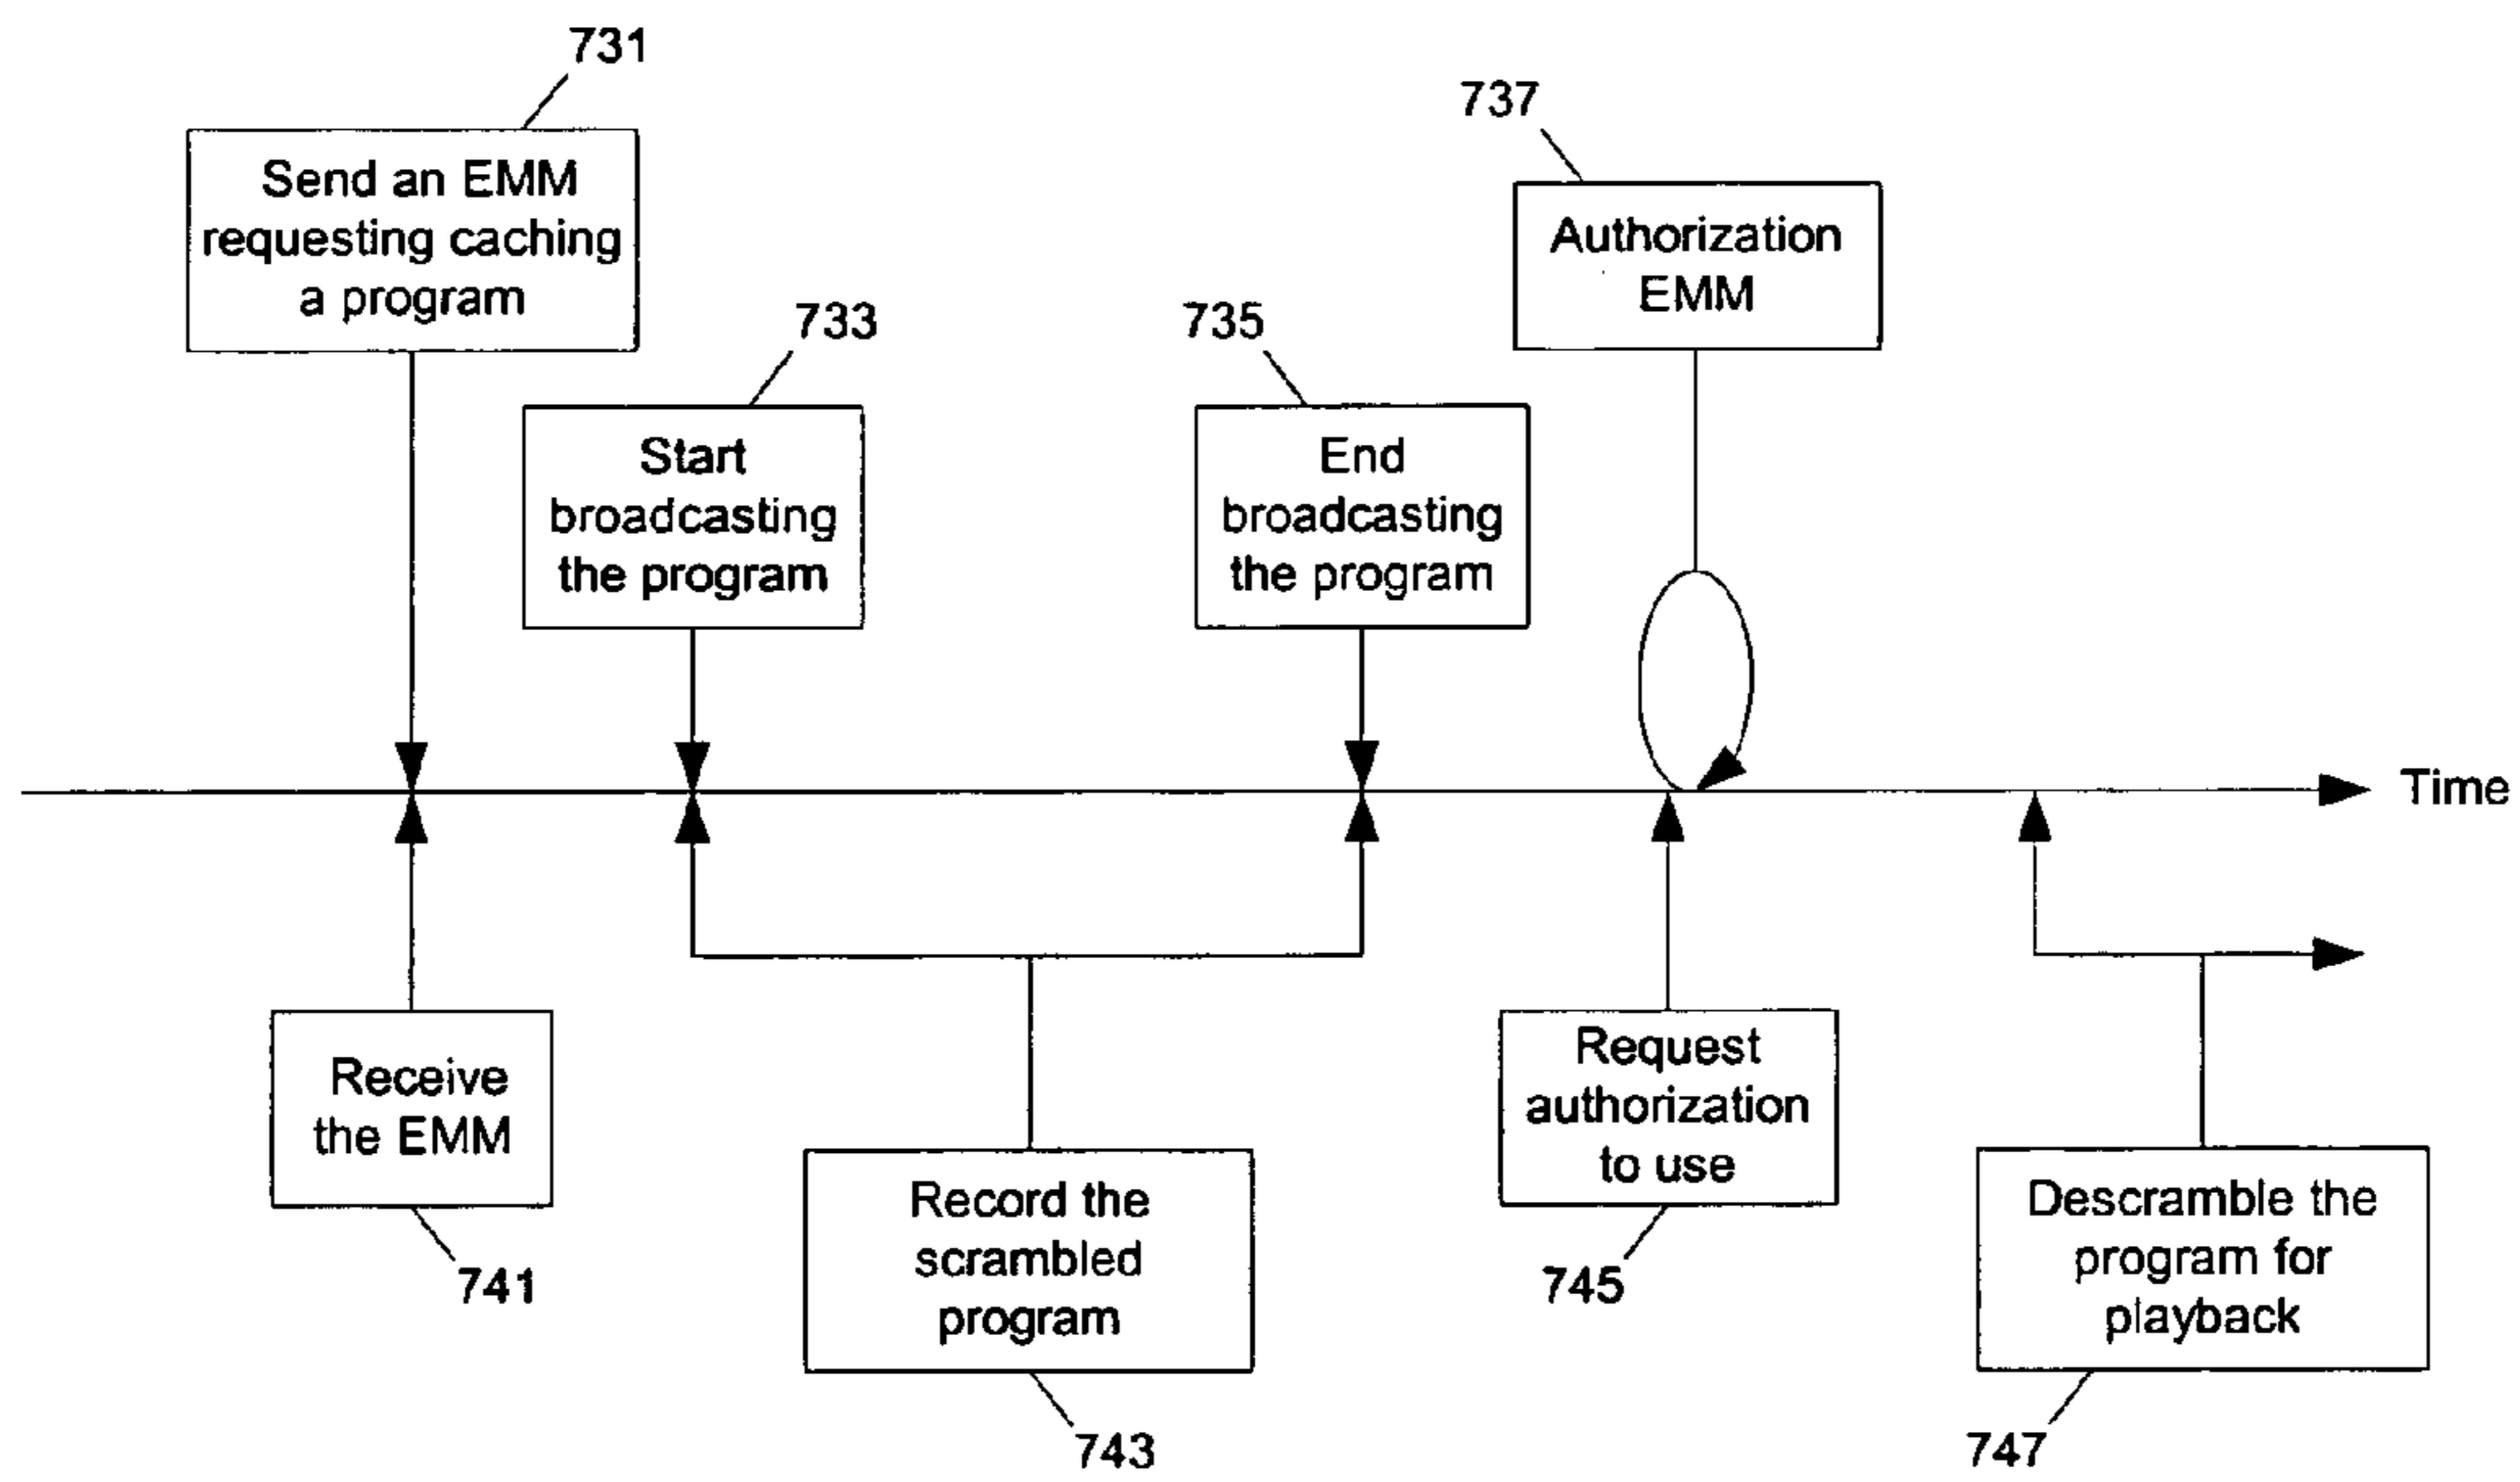 731
Send an EMM
requesting caching
a program
733
Start
broadcasting
the program
735
End
broadcasting
the program
737
Authorization
EMM
Time
Receive
the EMM
741
Record the
scrambled
program
743
Request
authorization
to use
745
Descramble the
program for
playback
747